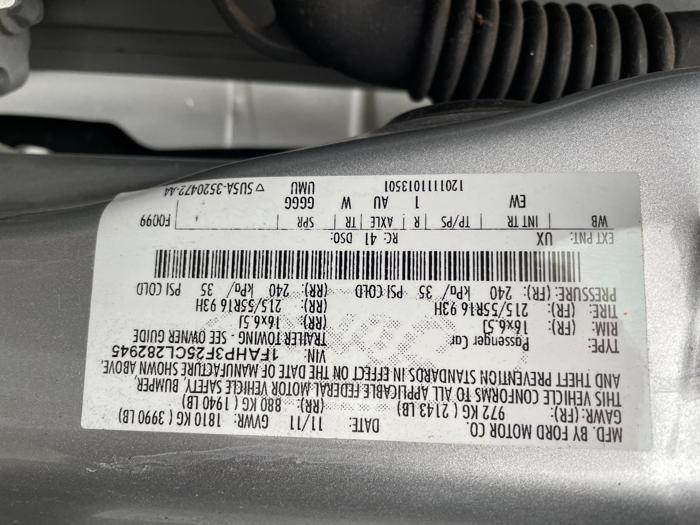 MFD. BY FORD MOTOR CO.
DATE: 11/11 GVWR: 1810 KG ( 3990 LB)
GAWR: (FR): 972 KG ( 2143 LB) (RR): 880 KG ( 1940 LB)
THIS VEHICLE CONFORMS TO ALL APPLICABLE FEDERAL MOTOR VEHICLE SAFETY, BUMPER,
AND THEFT PREVENTION STANDARDS IN EFFECT ON THE DATE OF MANUFACTURE SHOWN ABOVE.
VIN: 1FAHP3F25CL282945
TYPE: Passenger Car TRAILER TOWING - SEE OWNER GUIDE
RIM: (FR) 16x6.5J (RR): 16x6.5J
TIRE: (FR) 215/55R16 93H (RR): 215/55R16 93H
PRESSURE: (FR): 240 kPa/ 35 PSI COLD (RR) 240 kPa/ 35 PSI COLD
EXT PNT: UX RC: 41 DSO:
WB INT TR TP/PS R AXLE TR SPR F0099
EW 1 AU W GGGG
1201111013501 UMU ▽ 5U5A-3520472-AA